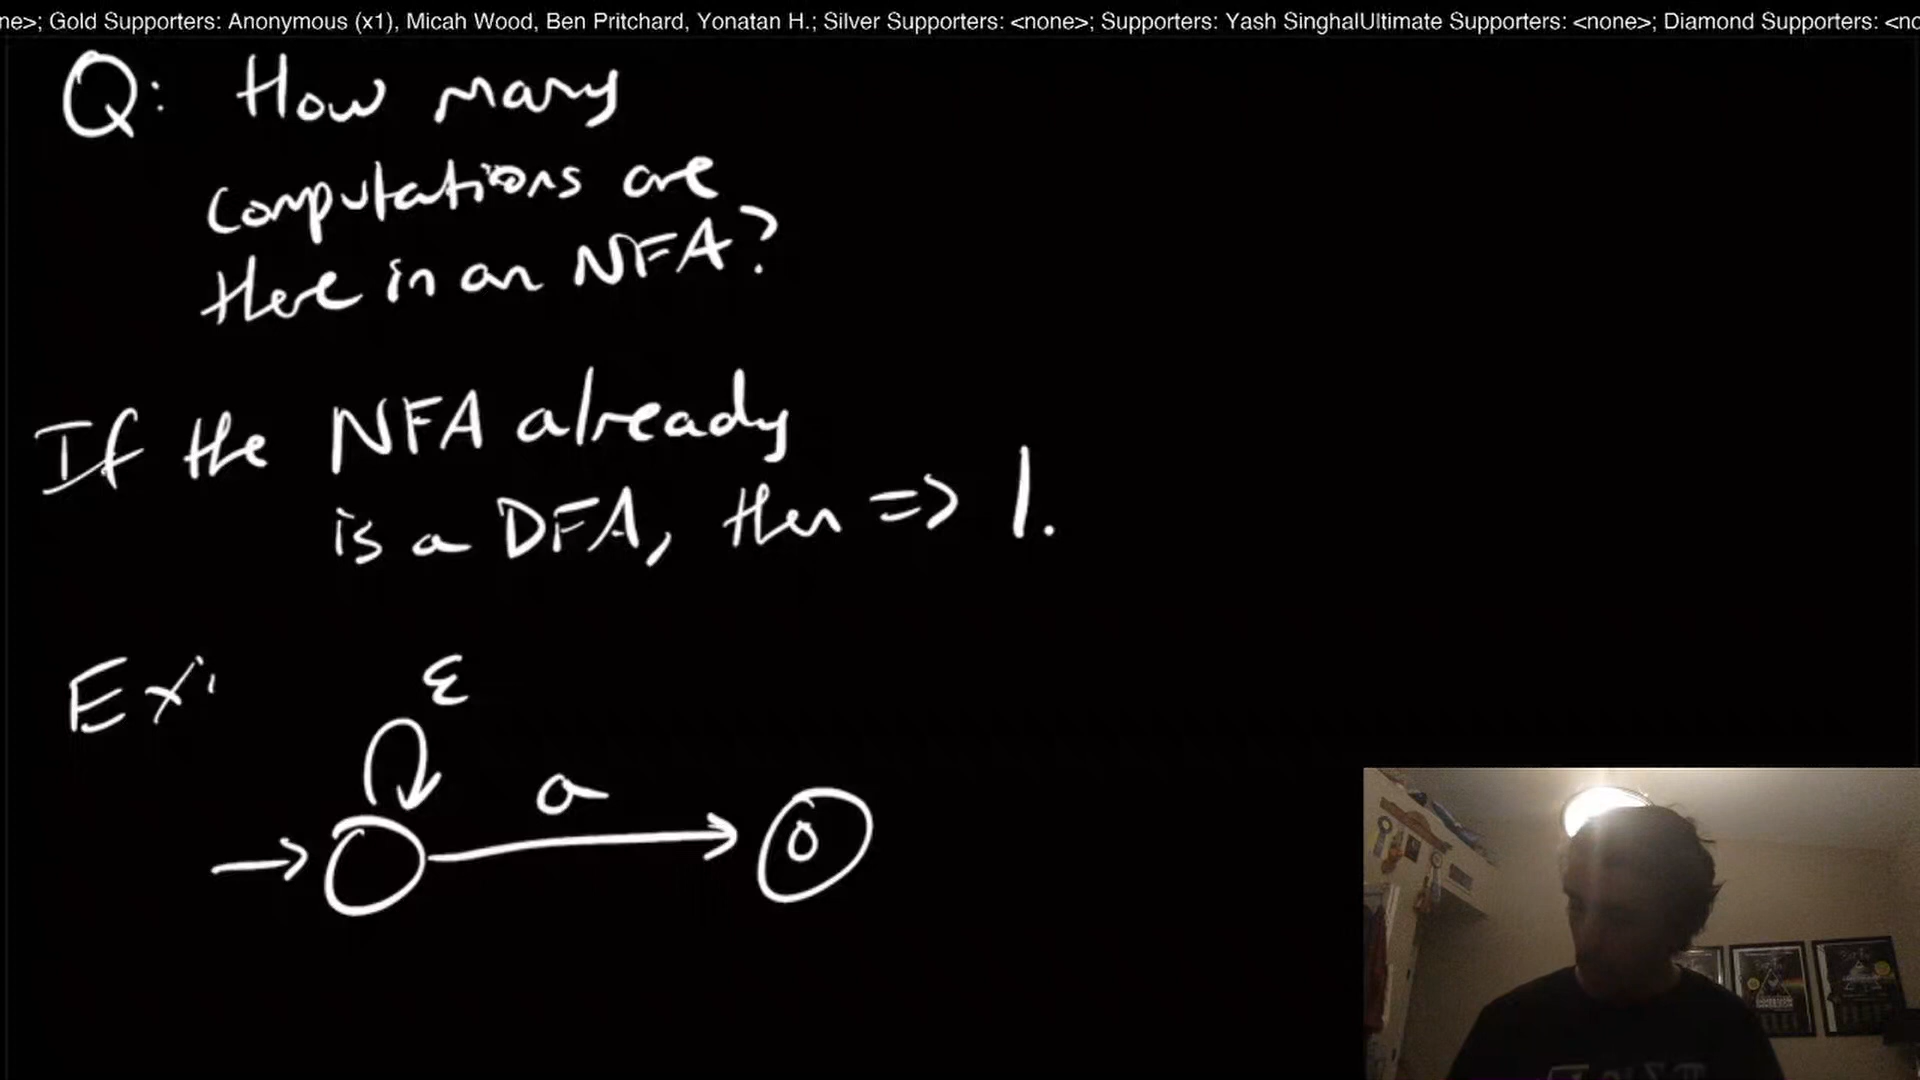 ne>; Gold Supporters: Anonymous (x1), Micah Wood, Ben Pritchard, Yonatan H.; Silver Supporters: <none>; Supporters: Yash SinghalUltimate Supporters: <none>; Diamond Supporters: <no
Q: How many
computations are
there in an NFA?
If the NFA already
is a DFA, then => 1.
Ex:
ε
a